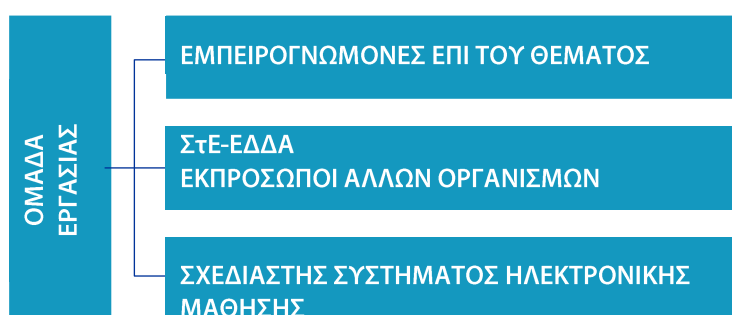 ΟΜΑΔΑ
ΕΡΓΑΣΙΑΣ
ΕΜΠΕΙΡΟΓΝΩΜΟΝΕΣ ΕΠΙ ΤΟΥ ΘΕΜΑΤΟΣ
ΣτΕ-ΕΔΔΑ
ΕΚΠΡΟΣΩΠΟΙ ΑΛΛΩΝ ΟΡΓΑΝΙΣΜΩΝ
ΣΧΕΔΙΑΣΤΗΣ ΣΥΣΤΗΜΑΤΟΣ ΗΛΕΚΤΡΟΝΙΚΗΣ
ΜΑΘΗΣΗΣ